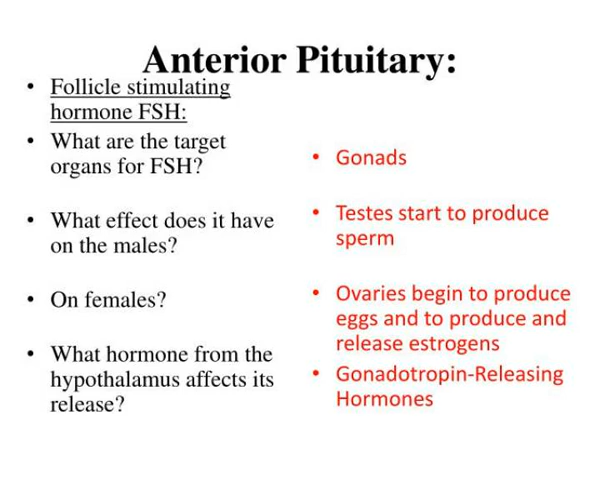 Anterior Pituitary:
• Follicle stimulating
hormone FSH:
• What are the target
organs for FSH?
• What effect does it have
on the males?
• On females?
• What hormone from the
hypothalamus affects its
release?
• Gonads
• Testes start to produce
sperm
• Ovaries begin to produce
eggs and to produce and
release estrogens
• Gonadotropin-Releasing
Hormones